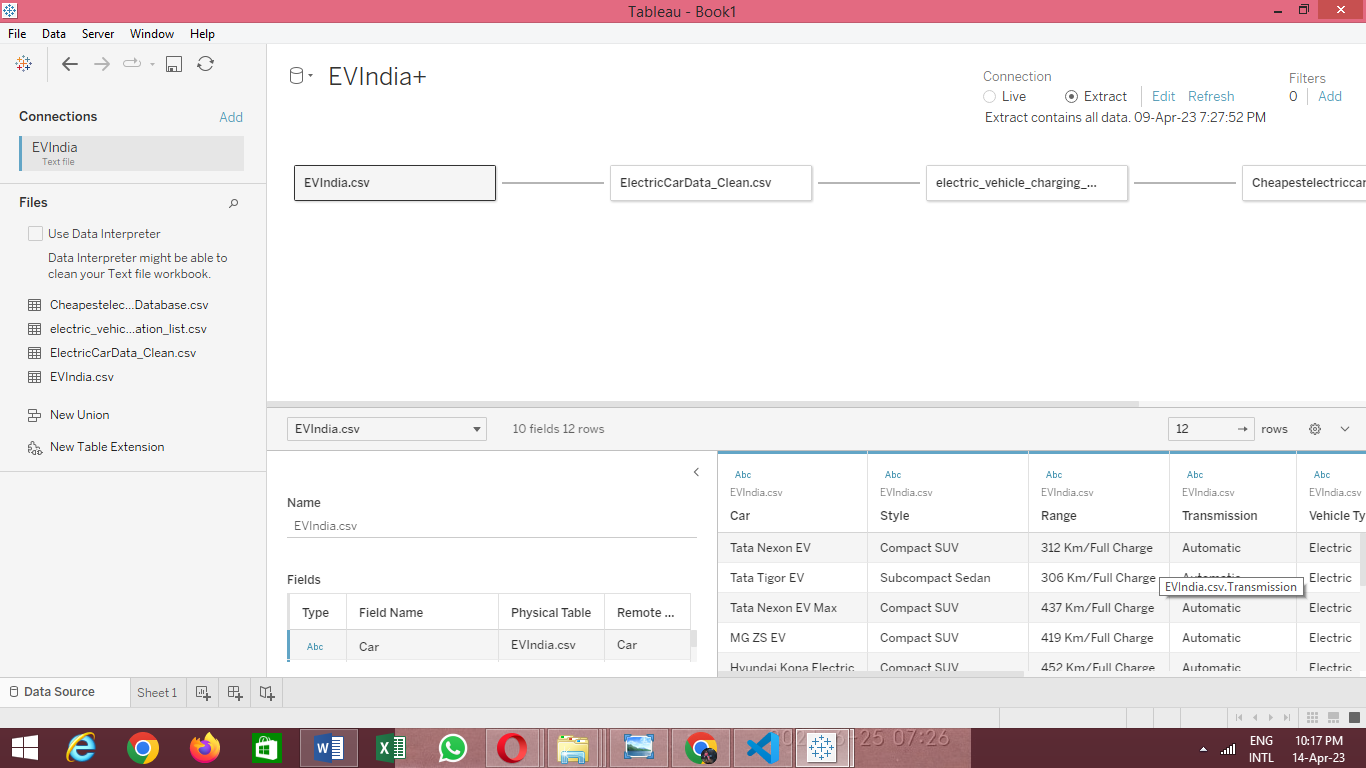 Tableau - Book1
File Data Server Window Help
Connections Add
EVIndia
Text file
Files
Use Data Interpreter
Data Interpreter might be able to
clean your Text file workbook.
Cheapestelec...Database.csv
electric_vehic...ation_list.csv
ElectricCarData_Clean.csv
EVIndia.csv
New Union
New Table Extension
EVIndia+
Connection
Live Extract Edit Refresh
Extract contains all data. 09-Apr-23 7:27:52 PM
Filters
0 Add
EVIndia.csv ElectricCarData_Clean.csv electric_vehicle_charging_... Cheapestelectriccar
EVIndia.csv 10 fields 12 rows 12 rows
Name
EVIndia.csv
Fields
Type Field Name Physical Table Remote ...
Abc Car EVIndia.csv Car
Abc Abc Abc Abc Abc
EVIndia.csv EVIndia.csv EVIndia.csv EVIndia.csv EVIndia.csv
Car Style Range Transmission Vehicle Ty
Tata Nexon EV Compact SUV 312 Km/Full Charge Automatic Electric
Tata Tigor EV Subcompact Sedan 306 Km/Full Charge Electric
EVIndia.csv.Transmission
Tata Nexon EV Max Compact SUV 437 Km/Full Charge Automatic Electric
MG ZS EV Compact SUV 419 Km/Full Charge Automatic Electric
Hyundai Kona Electric Compact SUV 452 Km/Full Charge Automatic Electric
Data Source Sheet 1
07:26
ENG 10:17 PM
INTL 14-Apr-23